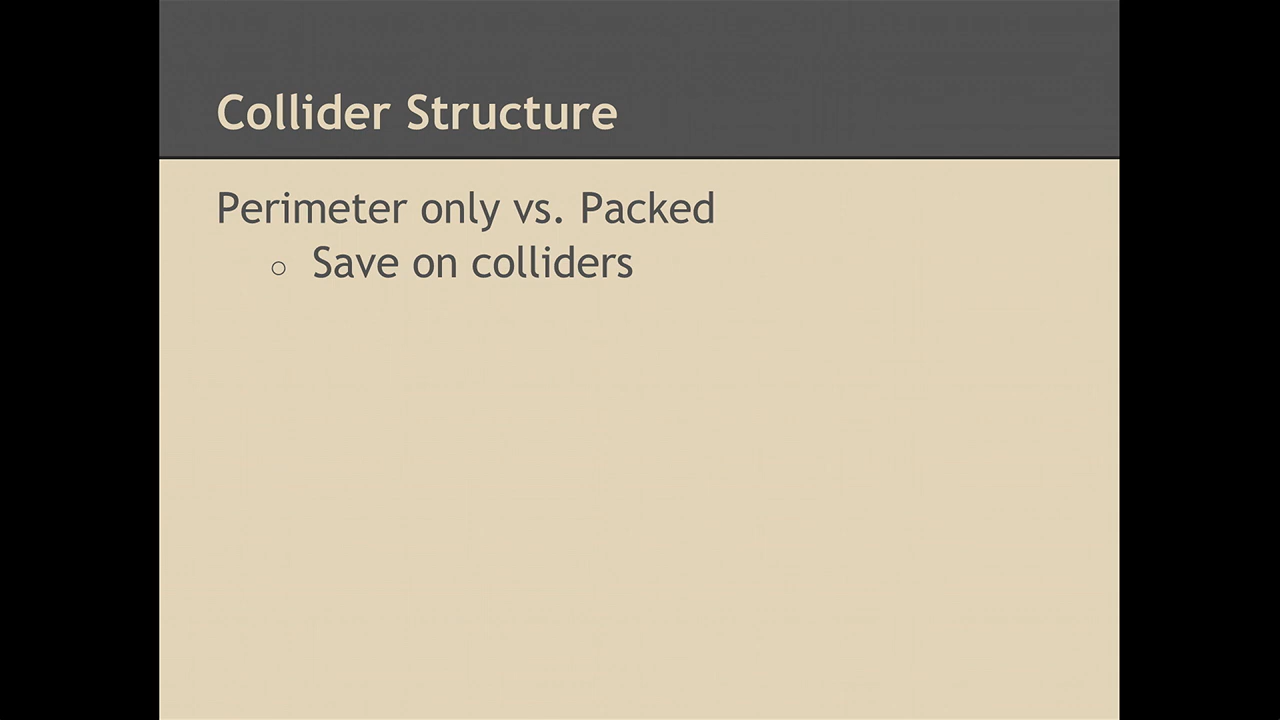 Collider Structure
Perimeter only vs. Packed
○ Save on colliders